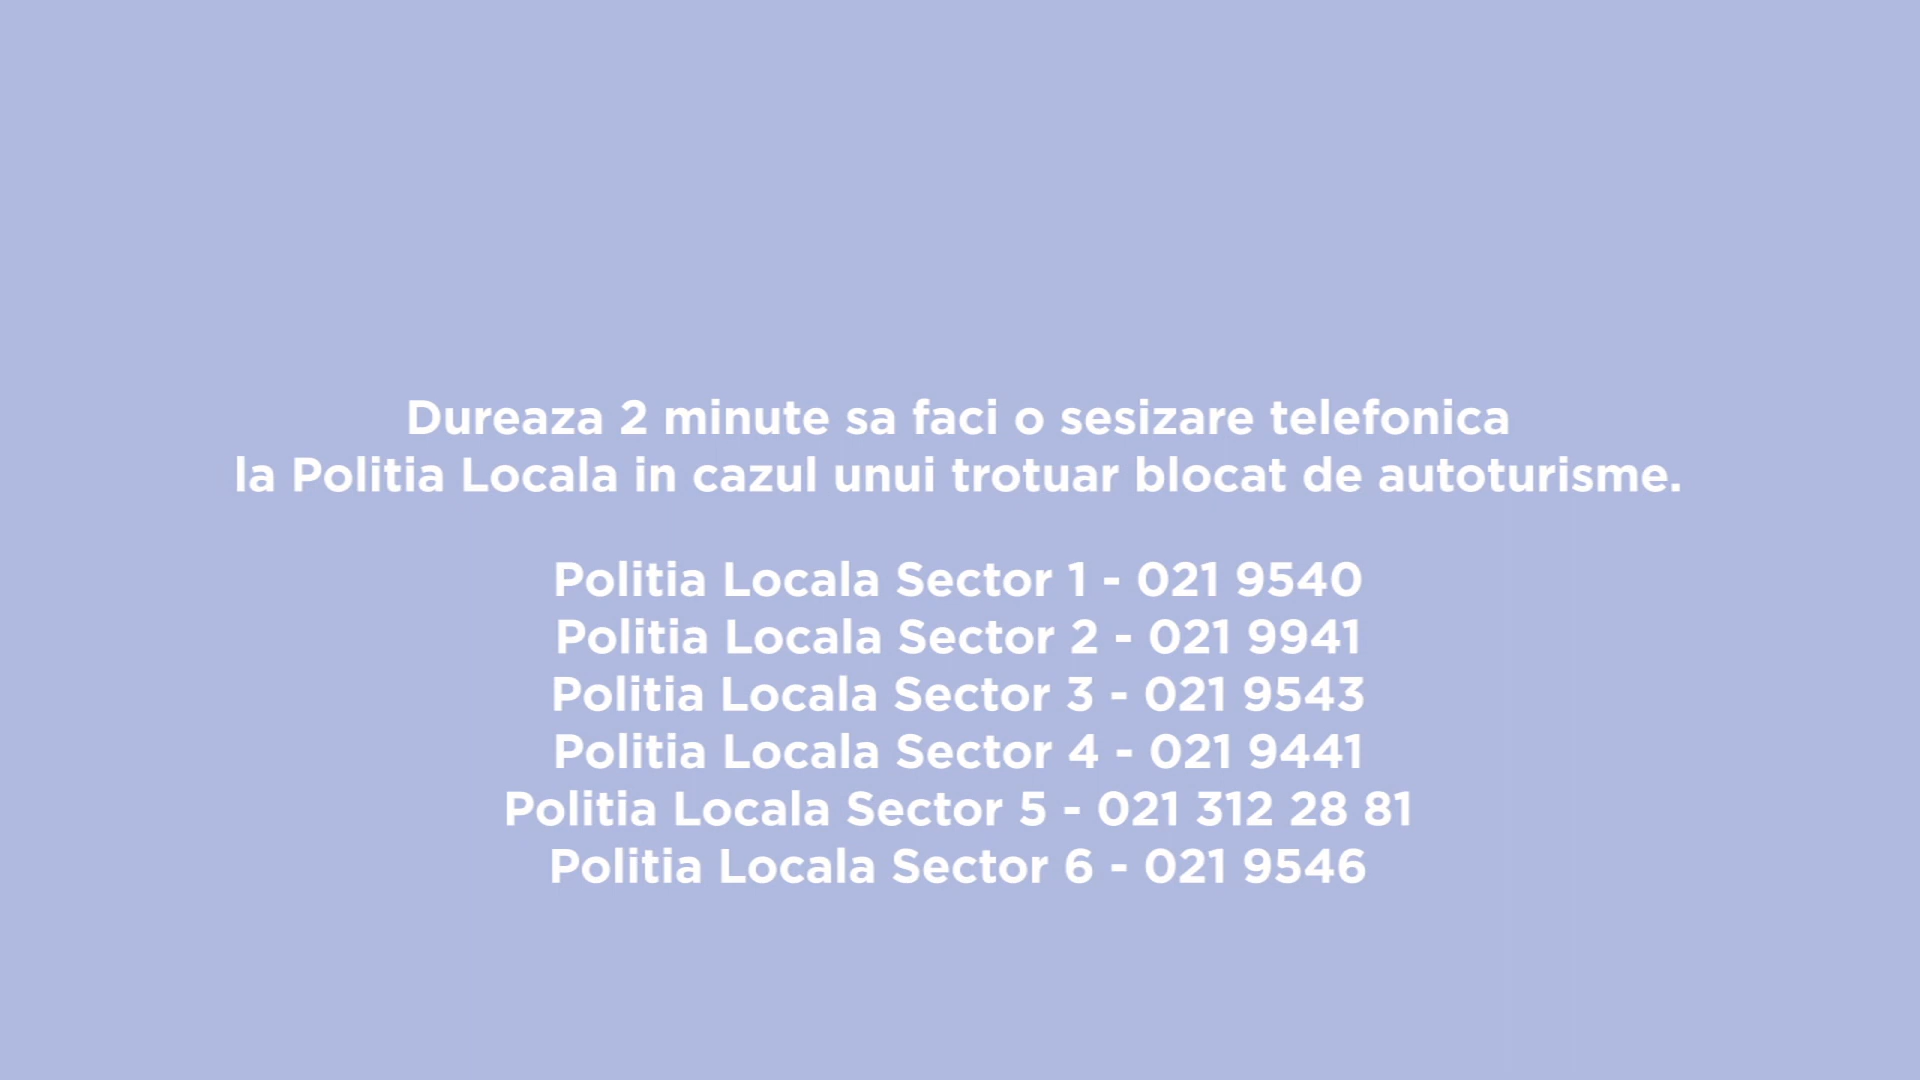 Dureaza 2 minute sa faci o sesizare telefonica
la Politia Locala in cazul unui trotuar blocat de autoturisme.
Politia Locala Sector 1 - 021 9540
Politia Locala Sector 2 - 021 9941
Politia Locala Sector 3 - 021 9543
Politia Locala Sector 4 - 021 9441
Politia Locala Sector 5 - 021 312 28 81
Politia Locala Sector 6 - 021 9546